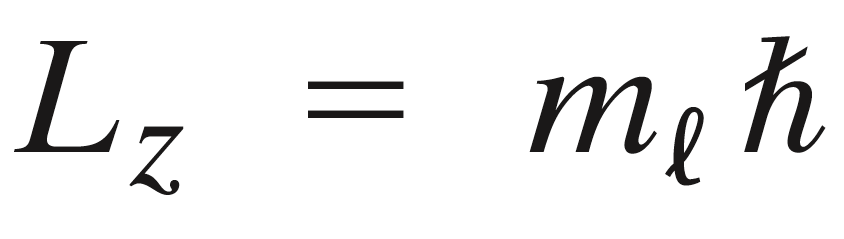 L_z = m_ℓ ℏ